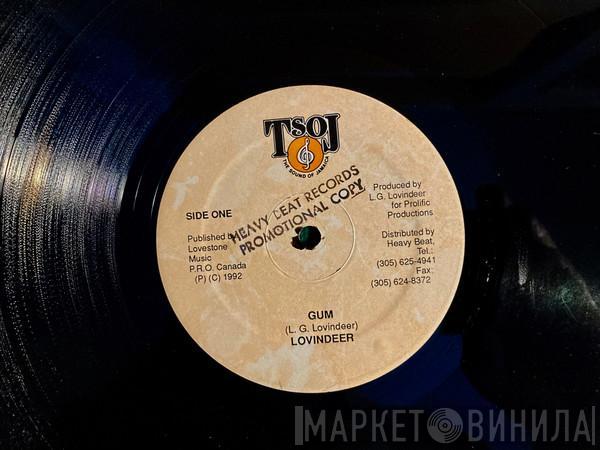 TSOJ
THE SOUND OF JAMAICA
HEAVY BEAT RECORDS
PROMOTIONAL COPY
SIDE ONE
Published by
Lovestone
Music
P.R.O. Canada
(P) (C) 1992
Produced by
L.G. Lovindeer
for Prolific
Productions
Distributed by
Heavy Beat,
Tel.:
(305) 625-4941
Fax:
(305) 624-8372
GUM
(L. G. Lovindeer)
LOVINDEER
МАРКЕТ ВИНИЛА